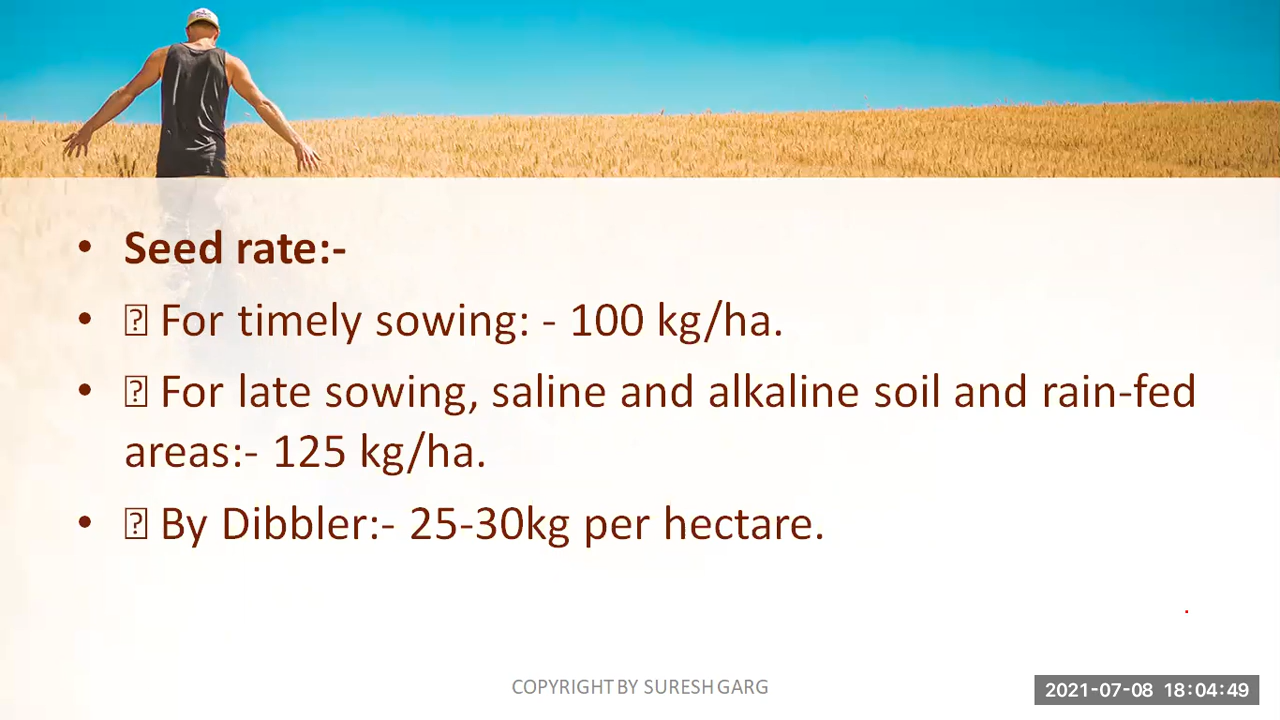 • Seed rate:-
• ⍰ For timely sowing: - 100 kg/ha.
• ⍰ For late sowing, saline and alkaline soil and rain-fed
areas:- 125 kg/ha.
• ⍰ By Dibbler:- 25-30kg per hectare.
COPYRIGHT BY SURESH GARG
2021-07-08 18:04:49